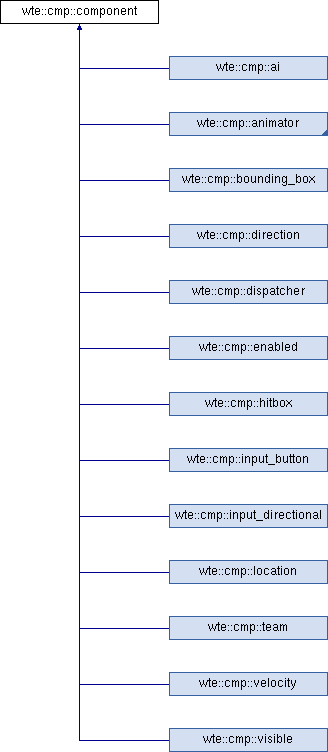 wte::cmp::component
wte::cmp::ai
wte::cmp::animator
wte::cmp::bounding_box
wte::cmp::direction
wte::cmp::dispatcher
wte::cmp::enabled
wte::cmp::hitbox
wte::cmp::input_button
wte::cmp::input_directional
wte::cmp::location
wte::cmp::team
wte::cmp::velocity
wte::cmp::visible